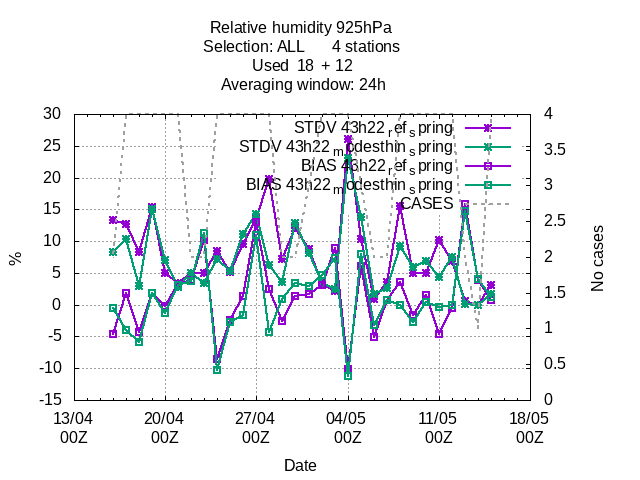 Relative humidity 925hPa
Selection: ALL 4 stations
Used 18 + 12
Averaging window: 24h
STDV 43h22_ref_spring
STDV 43h22_modesthin_spring
BIAS 43h22_ref_spring
BIAS 43h22_modesthin_spring
CASES
30
25
20
15
10
5
0
-5
-10
-15
%
4
3.5
3
2.5
2
1.5
1
0.5
0
No cases
13/04 20/04 27/04 04/05 11/05 18/05
00Z 00Z 00Z 00Z 00Z 00Z
Date